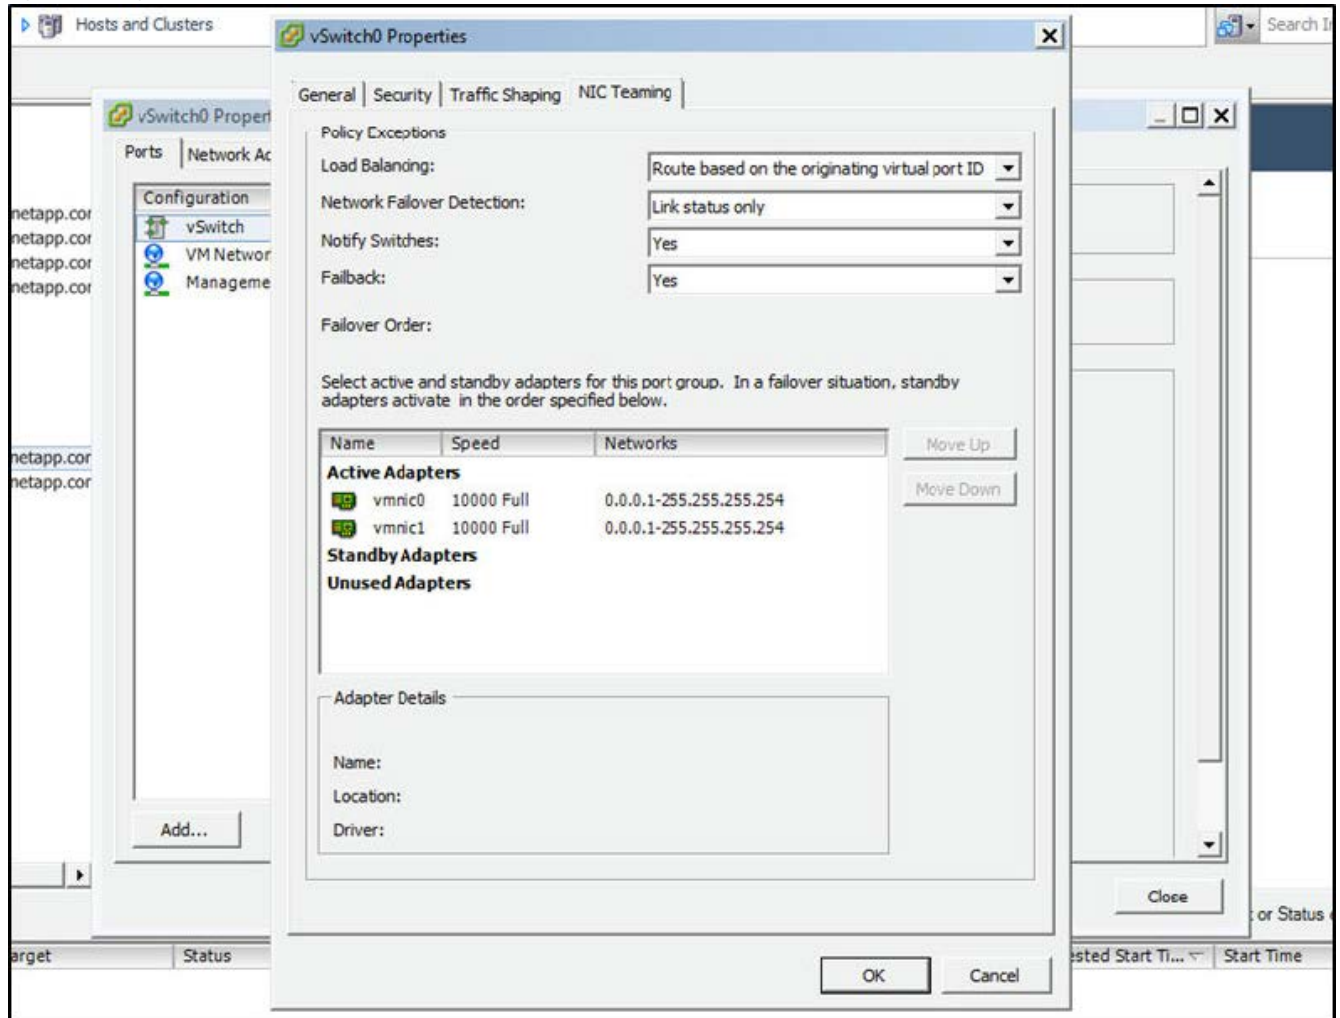 Hosts and Clusters
Search In
vSwitch0 Properties
vSwitch0 Propert
General
Security
Traffic Shaping
NIC Teaming
Ports
Network Ad
Policy Exceptions
Load Balancing:
Route based on the originating virtual port ID
Network Failover Detection:
Link status only
Notify Switches:
Yes
Failback:
Yes
Failover Order:
Select active and standby adapters for this port group. In a failover situation, standby
adapters activate in the order specified below.
Configuration
vSwitch
VM Networ
Manageme
netapp.cor
netapp.cor
netapp.cor
netapp.cor
netapp.cor
netapp.cor
Name Speed Networks
Active Adapters
vmnic0 10000 Full 0.0.0.1-255.255.255.254
vmnic1 10000 Full 0.0.0.1-255.255.255.254
Standby Adapters
Unused Adapters
Move Up
Move Down
Adapter Details
Name:
Location:
Driver:
Add...
Close
or Status
arget
Status
ested Start Ti...
Start Time
OK
Cancel